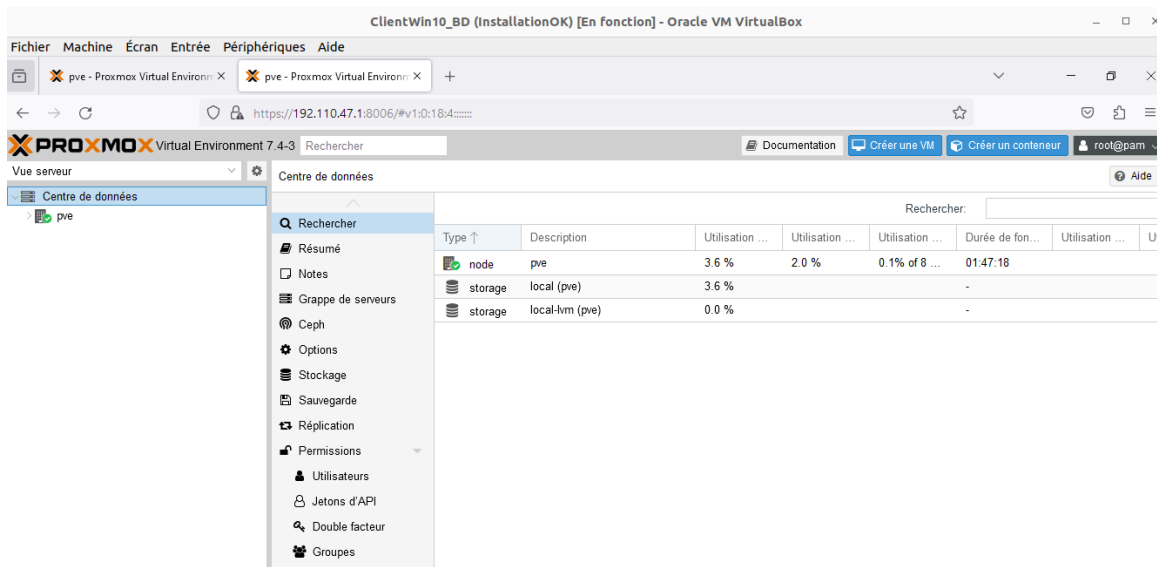 ClientWin10_BD (InstallationOK) [En fonction] - Oracle VM VirtualBox
Fichier Machine Écran Entrée Périphériques Aide
pve - Proxmox Virtual Environm pve - Proxmox Virtual Environm
https://192.110.47.1:8006/#v1:0:18:4:::::::
PROXMOX Virtual Environment 7.4-3 Rechercher Documentation Créer une VM Créer un conteneur root@pam
Vue serveur
Centre de données
pve
Centre de données Aide
Rechercher
Résumé
Notes
Grappe de serveurs
Ceph
Options
Stockage
Sauvegarde
Réplication
Permissions
Utilisateurs
Jetons d'API
Double facteur
Groupes
Rechercher:
Type ↑ Description Utilisation ... Utilisation ... Utilisation ... Durée de fon... Utilisation ... U
node pve 3.6 % 2.0 % 0.1% of 8 ... 01:47:18
storage local (pve) 3.6 % -
storage local-lvm (pve) 0.0 % -